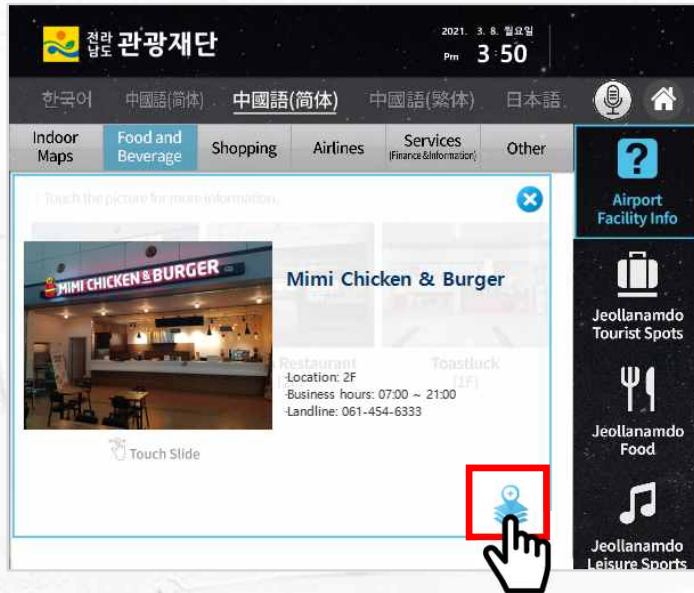 전라
남도 관광재단
2021. 3. 8. 월요일
Pm 3:50
한국어 中國語(简体) 中國語(简体) 中國語(繁体) 日本語
Indoor Maps
Food and Beverage
Shopping
Airlines
Services
(Finance&Information)
Other
Touch the picture for more information.
MIMI CHICKEN & BURGER
Mimi Chicken & Burger
Restaurant
Toastluck
(1F)
·Location: 2F
·Business hours: 07:00 ~ 21:00
·Landline: 061-454-6333
Touch Slide
?
Airport
Facility Info
Jeollanamdo
Tourist Spots
Jeollanamdo
Food
Jeollanamdo
Leisure Sports